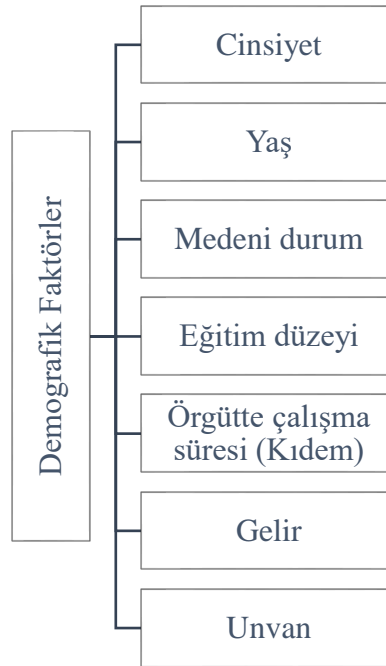 Demografik Faktörler
Cinsiyet
Yaş
Medeni durum
Eğitim düzeyi
Örgütte çalışma
süresi (Kıdem)
Gelir
Unvan